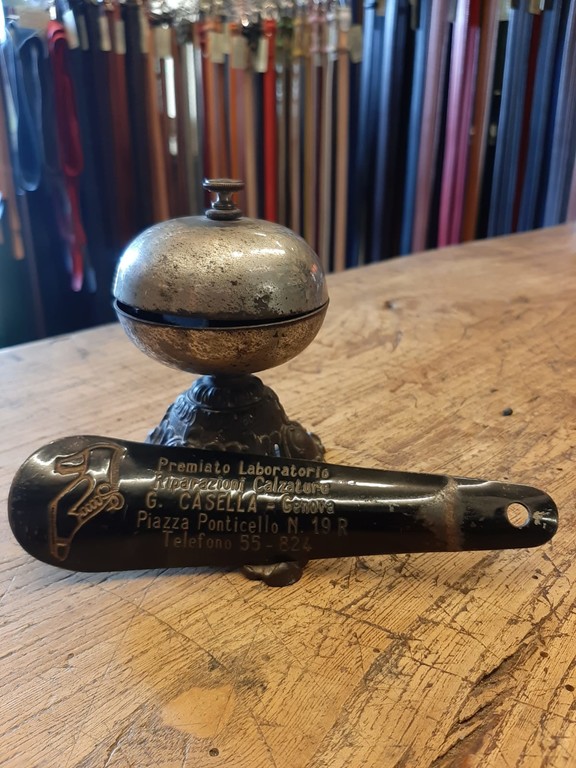 Premiato Laboratorio
Riparazioni Calzature
G. CASELLA - Genova
Piazza Ponticello N. 19 R
Telefono 55 - 824